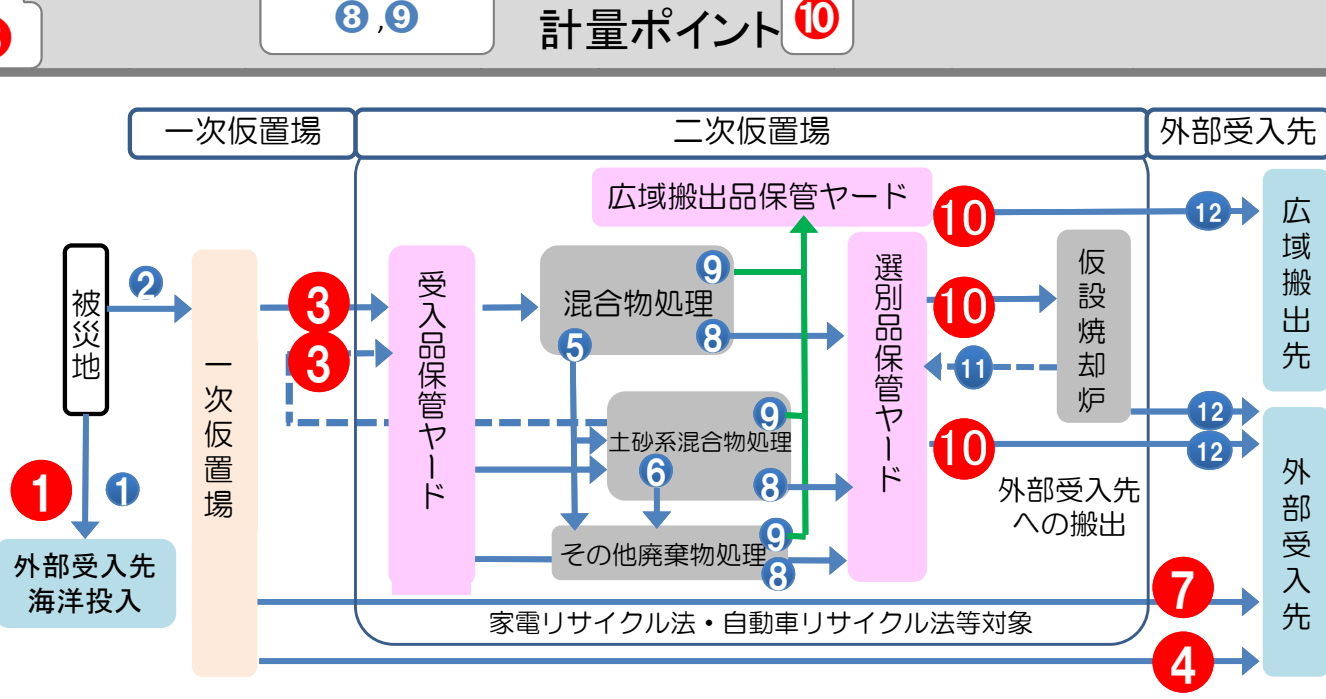 ⑧,⑨
計量ポイント⑩
一次仮置場
二次仮置場
外部受入先
広域搬出品保管ヤード
⑩
⑫
広域搬出先
被災地
②
一次仮置場
③
③
受入品保管ヤード
混合物処理
⑨
⑧
⑤
選別品保管ヤード
⑩
⑪
仮設焼却炉
土砂系混合物処理
⑨
⑥
⑧
⑩
⑫
⑫
①
①
外部受入先
海洋投入
その他廃棄物処理
⑨
⑧
外部受入先
への搬出
外部受入先
⑦
家電リサイクル法・自動車リサイクル法等対象
④